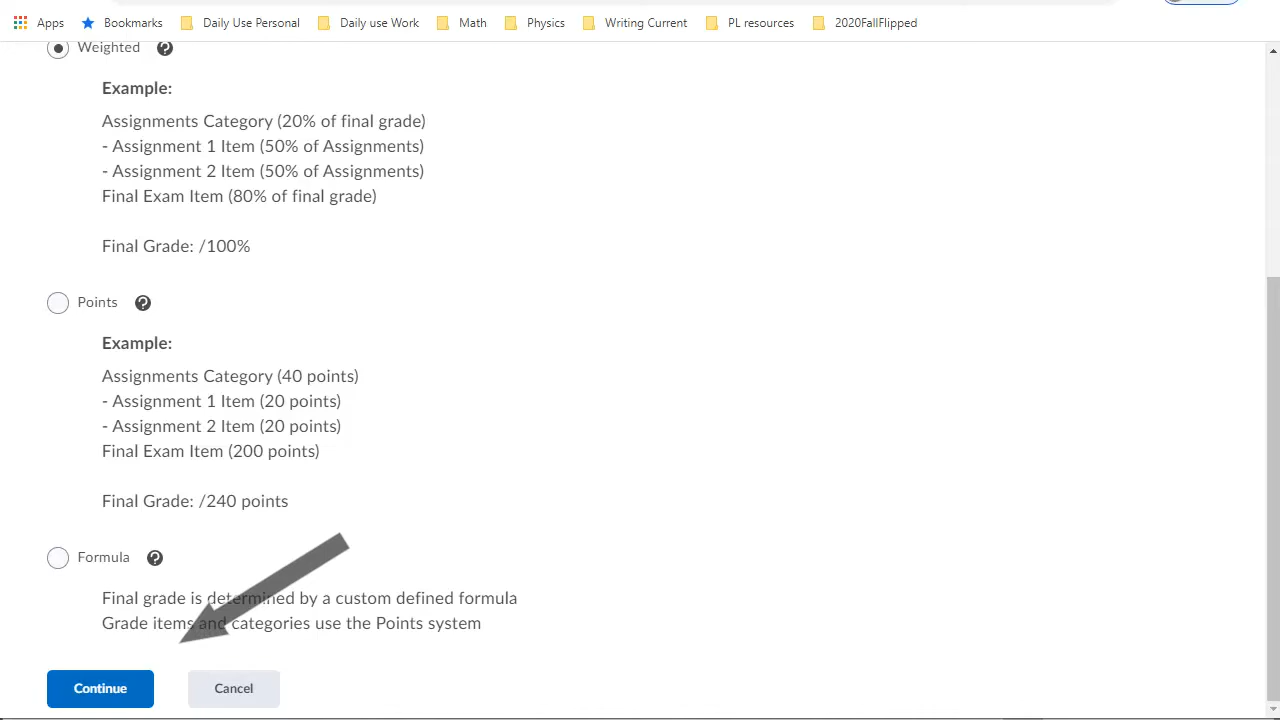 Apps Bookmarks Daily Use Personal Daily use Work Math Physics Writing Current PL resources 2020FallFlipped
Weighted
Example:
Assignments Category (20% of final grade)
- Assignment 1 Item (50% of Assignments)
- Assignment 2 Item (50% of Assignments)
Final Exam Item (80% of final grade)
Final Grade: /100%
Points
Example:
Assignments Category (40 points)
- Assignment 1 Item (20 points)
- Assignment 2 Item (20 points)
Final Exam Item (200 points)
Final Grade: /240 points
Formula
Final grade is determined by a custom defined formula
Grade items and categories use the Points system
Continue Cancel